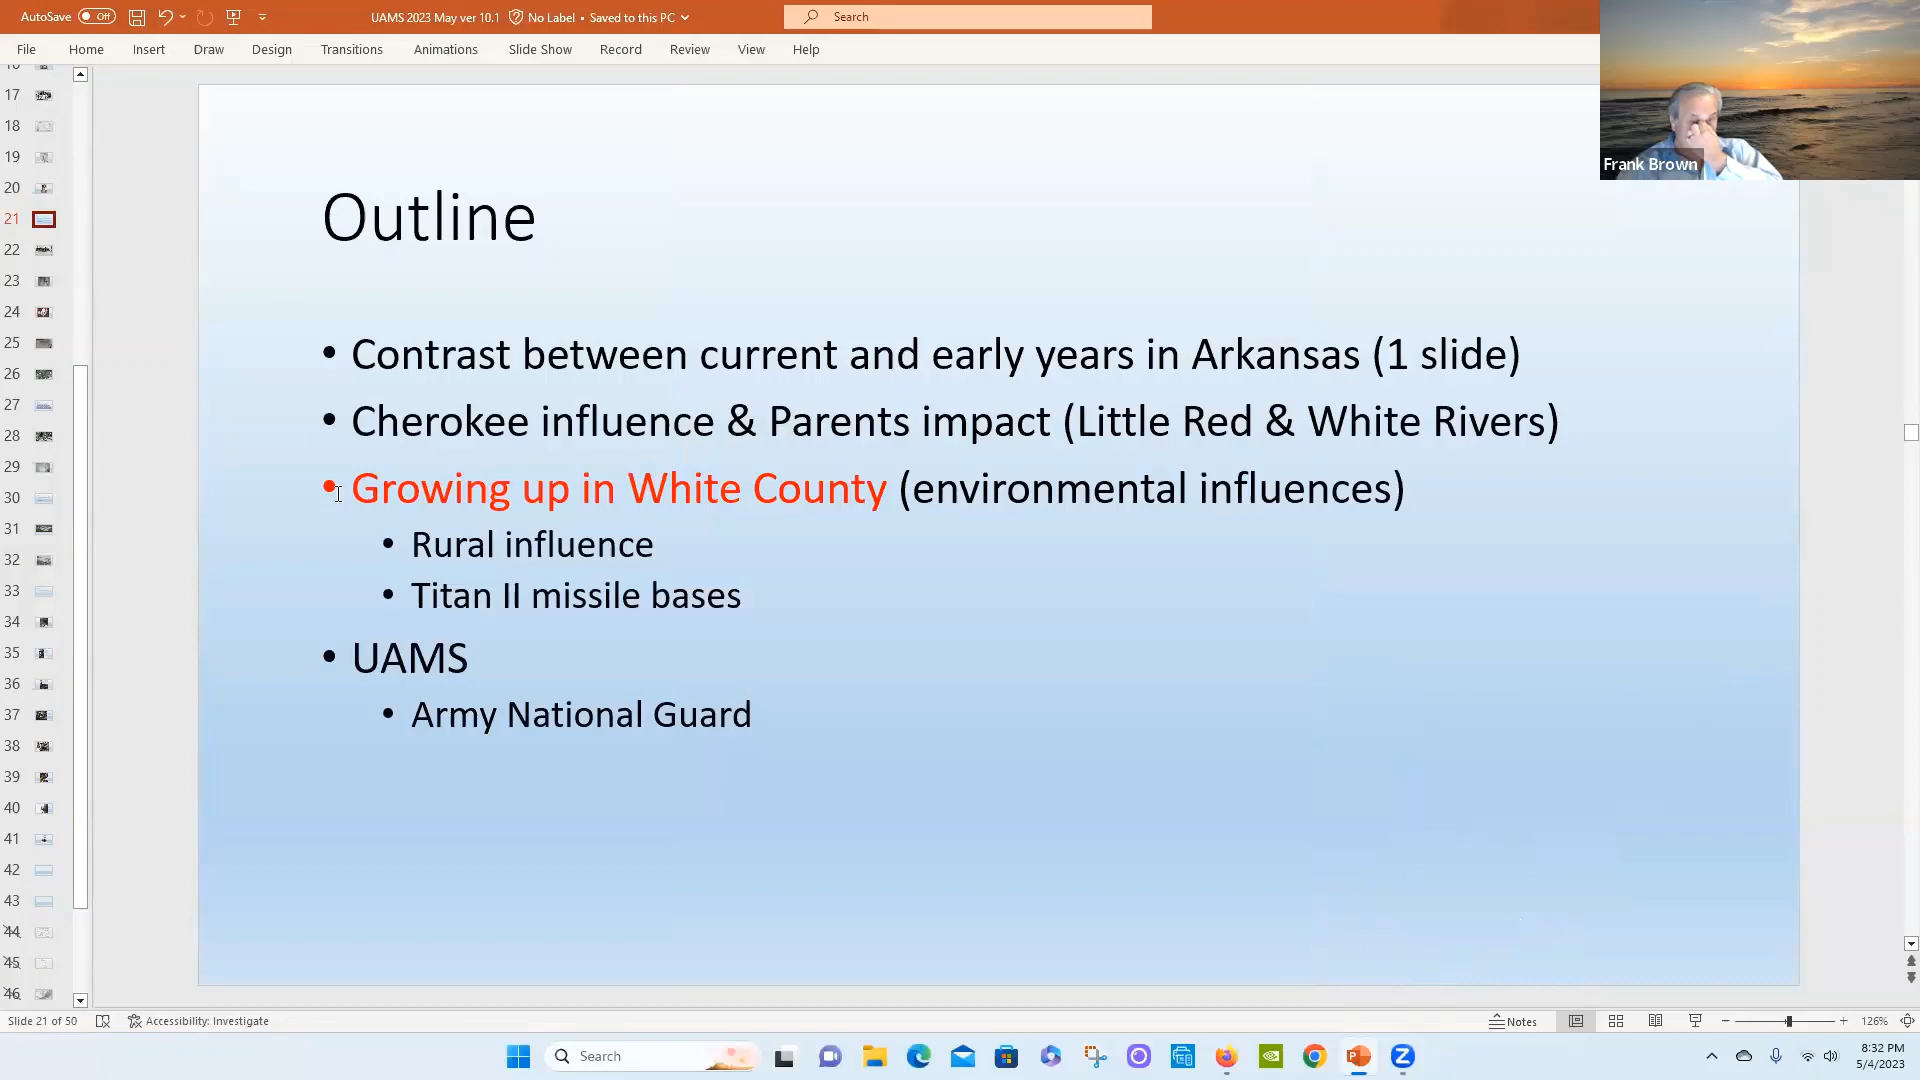 AutoSave Off UAMS 2023 May ver 10.1 No Label • Saved to this PC Search
File Home Insert Draw Design Transitions Animations Slide Show Record Review View Help
Frank Brown
17
18
19
20
21
22
23
24
25
26
27
28
29
30
31
32
33
34
35
36
37
38
39
40
41
42
43
44
45
46
Outline
• Contrast between current and early years in Arkansas (1 slide)
• Cherokee influence & Parents impact (Little Red & White Rivers)
• Growing up in White County (environmental influences)
• Rural influence
• Titan II missile bases
• UAMS
• Army National Guard
Slide 21 of 50 Accessibility: Investigate Notes 126%
Search
8:32 PM
5/4/2023